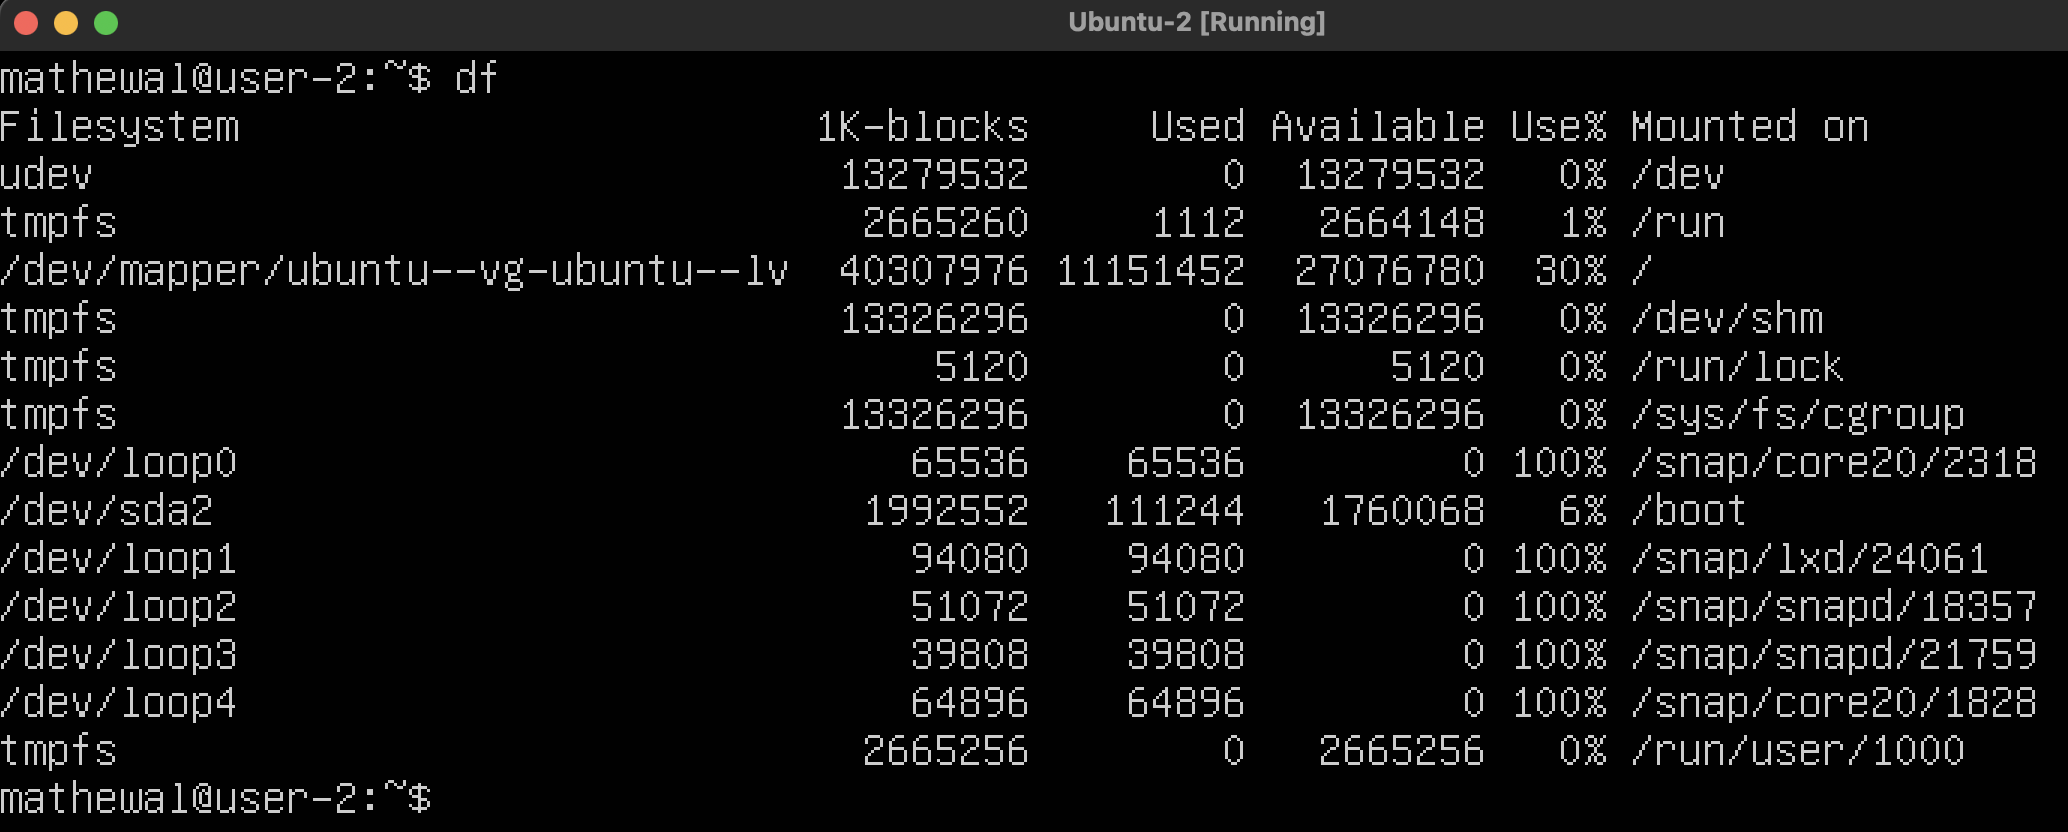 Ubuntu-2 [Running]
mathewal@user-2:~$ df
Filesystem                        1K-blocks     Used Available Use% Mounted on
udev                               13279532        0  13279532   0% /dev
tmpfs                               2665260     1112   2664148   1% /run
/dev/mapper/ubuntu--vg-ubuntu--lv  40307976 11151452  27076780  30% /
tmpfs                              13326296        0  13326296   0% /dev/shm
tmpfs                                  5120        0      5120   0% /run/lock
tmpfs                              13326296        0  13326296   0% /sys/fs/cgroup
/dev/loop0                            65536    65536         0 100% /snap/core20/2318
/dev/sda2                           1992552   111244   1760068   6% /boot
/dev/loop1                            94080    94080         0 100% /snap/lxd/24061
/dev/loop2                            51072    51072         0 100% /snap/snapd/18357
/dev/loop3                            39808    39808         0 100% /snap/snapd/21759
/dev/loop4                            64896    64896         0 100% /snap/core20/1828
tmpfs                               2665256        0   2665256   0% /run/user/1000
mathewal@user-2:~$